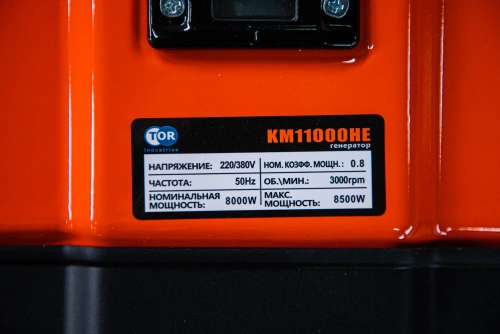 TOR
industries
KM11000HE
генератор
НАПРЯЖЕНИЕ: 220/380V НОМ. КОЭФФ. МОЩН.: 0.8
ЧАСТОТА: 50Hz ОБ.\МИН.: 3000rpm
НОМИНАЛЬНАЯ МОЩНОСТЬ: 8000W МАКС. МОЩНОСТЬ: 8500W